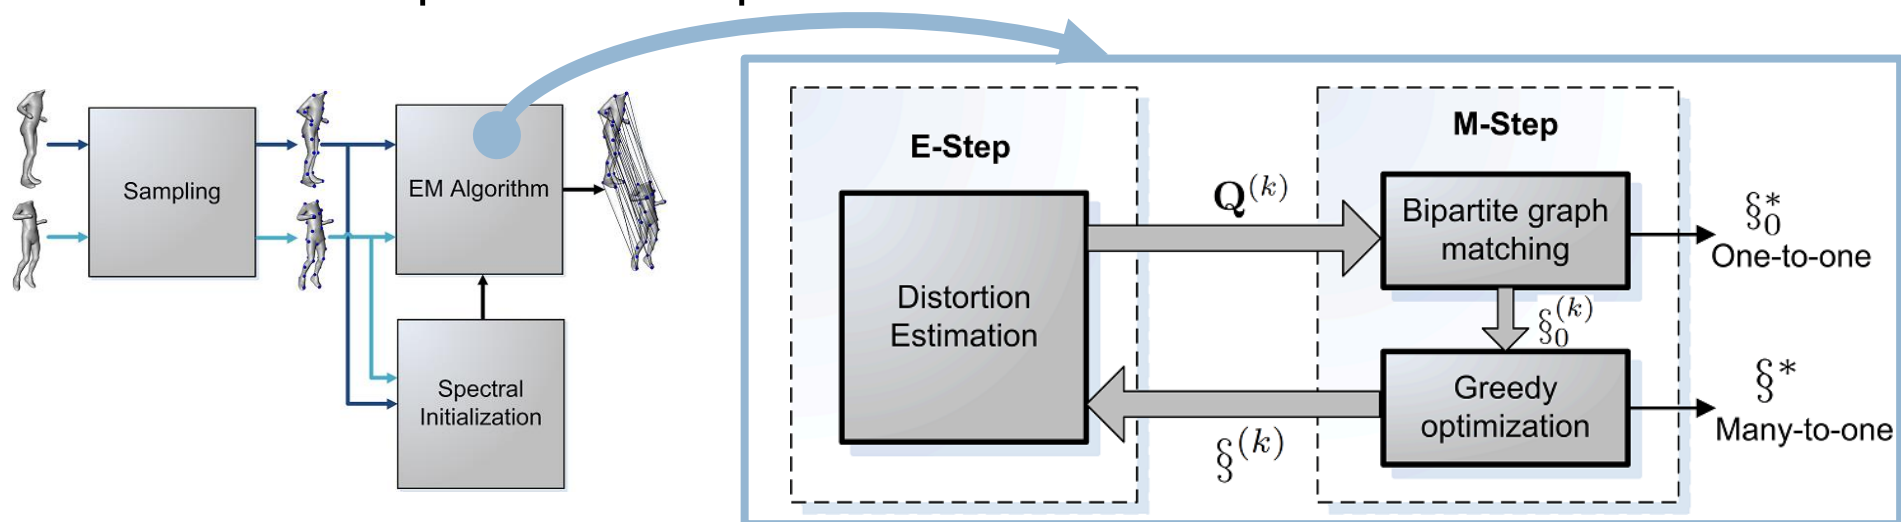 Sampling
EM Algorithm
Spectral
Initialization
E-Step
Distortion
Estimation
Q^(k)
§^(k)
M-Step
Bipartite graph
matching
§_0^(k)
Greedy
optimization
§_0^*
One-to-one
§^*
Many-to-one